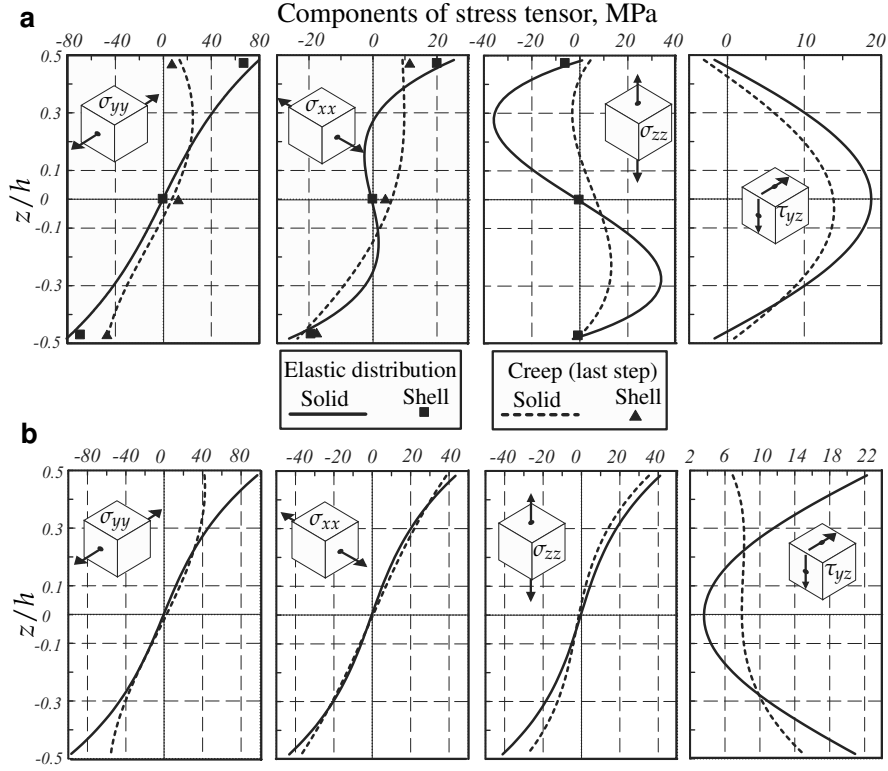 Components of stress tensor, MPa
a
-80 -40 0 40 80
-20 0 20
-40 -20 0 20 40
0 10 20
0.5
0.3
0.1
0
-0.1
-0.3
-0.5
z/h
σyy
σxx
σzz
τyz
Elastic distribution
Solid Shell
Creep (last step)
Solid Shell
b
-80 -40 0 40 80
-40 -20 0 20 40
-40 -20 0 20 40
2 6 10 14 18 22
0.5
0.3
0.1
0
-0.1
-0.3
-0.5
z/h
σyy
σxx
σzz
τyz